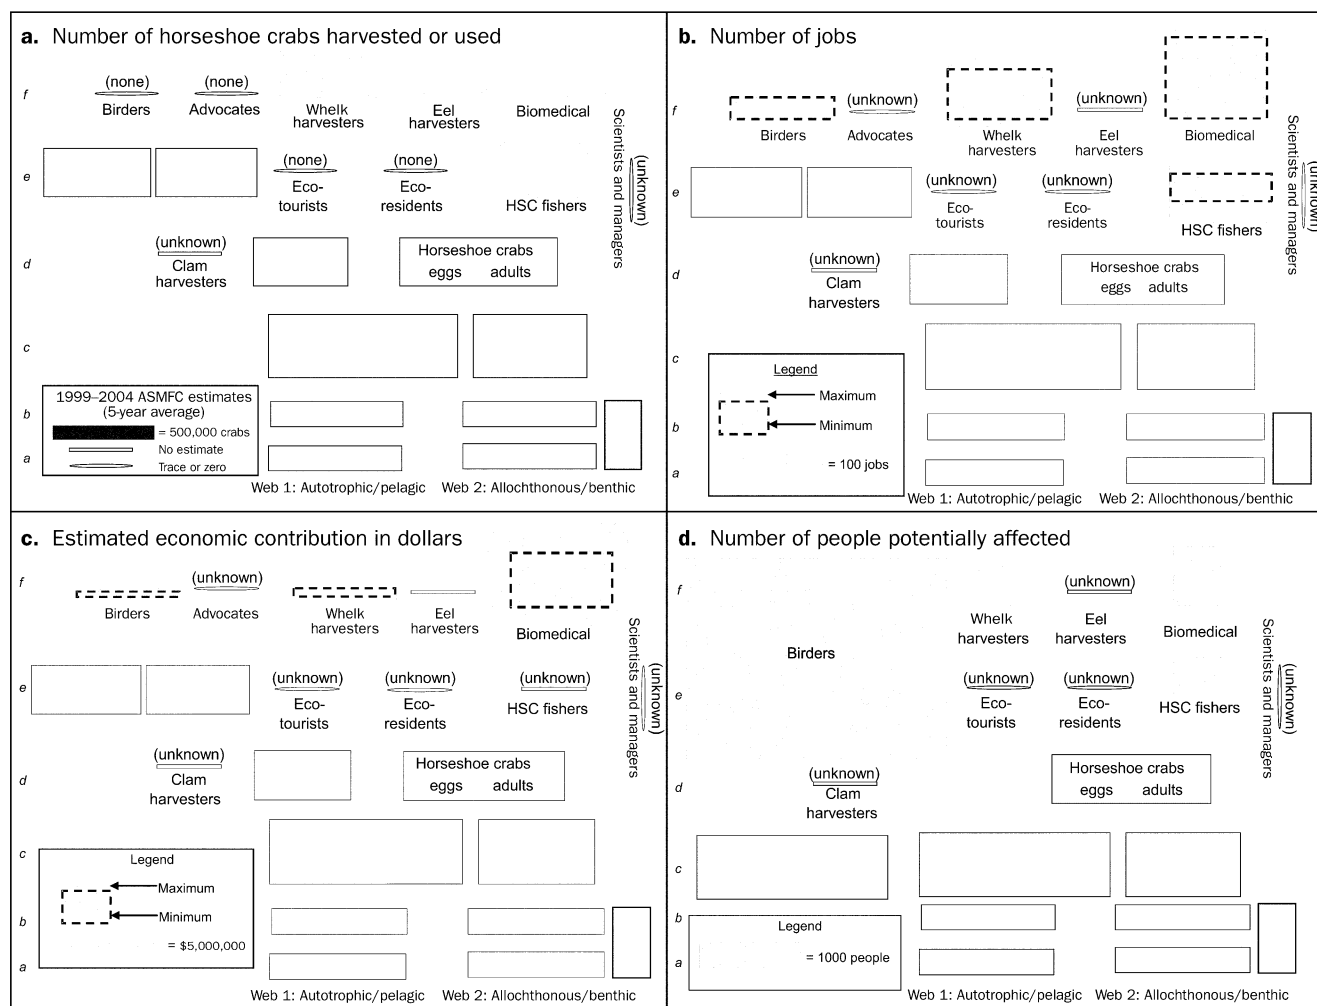 a. Number of horseshoe crabs harvested or used
f
(none)
(none)
Birders
Advocates
Whelk
harvesters
Eel
harvesters
Biomedical
Scientists and managers
(unknown)
e
(none)
(none)
Eco-
tourists
Eco-
residents
HSC fishers
d
(unknown)
Clam
harvesters
Horseshoe crabs
eggs adults
c
1999–2004 ASMFC estimates
(5-year average)
= 500,000 crabs
No estimate
Trace or zero
b
a
Web 1: Autotrophic/pelagic
Web 2: Allochthonous/benthic
b. Number of jobs
f
(unknown)
(unknown)
Birders
Advocates
Whelk
harvesters
Eel
harvesters
Biomedical
Scientists and managers
(unknown)
e
(unknown)
(unknown)
Eco-
tourists
Eco-
residents
HSC fishers
d
(unknown)
Clam
harvesters
Horseshoe crabs
eggs adults
c
Legend
Maximum
Minimum
= 100 jobs
b
a
Web 1: Autotrophic/pelagic
Web 2: Allochthonous/benthic
c. Estimated economic contribution in dollars
f
(unknown)
Birders
Advocates
Whelk
harvesters
Eel
harvesters
Biomedical
Scientists and managers
(unknown)
e
(unknown)
(unknown)
(unknown)
Eco-
tourists
Eco-
residents
HSC fishers
d
(unknown)
Clam
harvesters
Horseshoe crabs
eggs adults
c
Legend
Maximum
Minimum
= $5,000,000
b
a
Web 1: Autotrophic/pelagic
Web 2: Allochthonous/benthic
d. Number of people potentially affected
f
(unknown)
Whelk
harvesters
Eel
harvesters
Biomedical
Birders
Scientists and managers
(unknown)
e
(unknown)
(unknown)
Eco-
tourists
Eco-
residents
HSC fishers
d
(unknown)
Clam
harvesters
Horseshoe crabs
eggs adults
c
b
Legend
= 1000 people
a
Web 1: Autotrophic/pelagic
Web 2: Allochthonous/benthic